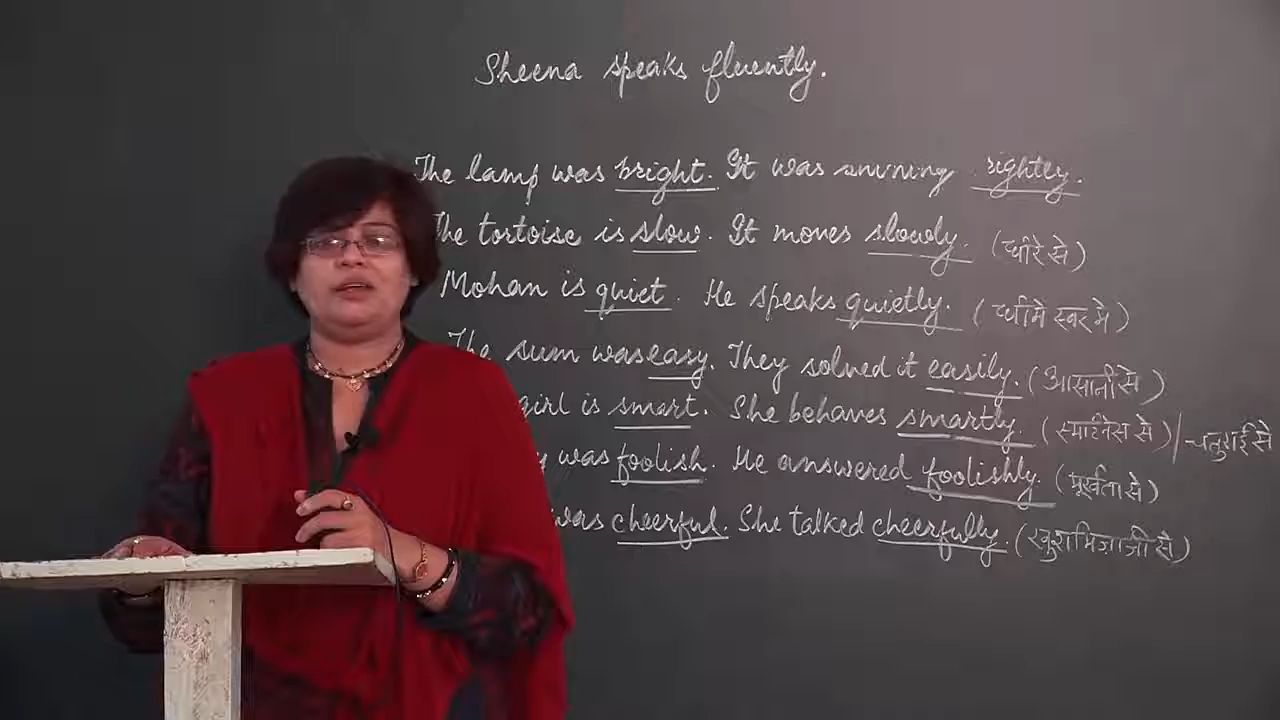 Sheena speaks fluently.
The lamp was bright. It was rightly.
The tortoise is slow. It moves slowly. (धीरे से)
Mohan is quiet. He speaks quietly. (धीमे स्वर मे)
The sum was easy. They solved it easily. (आसानी से)
girl is smart. She behaves smartly. (स्मार्टनेस से) / चतुराई से
was foolish. He answered foolishly. (मूर्खता से)
was cheerful. She talked cheerfully. (खुशमिजाजी से)